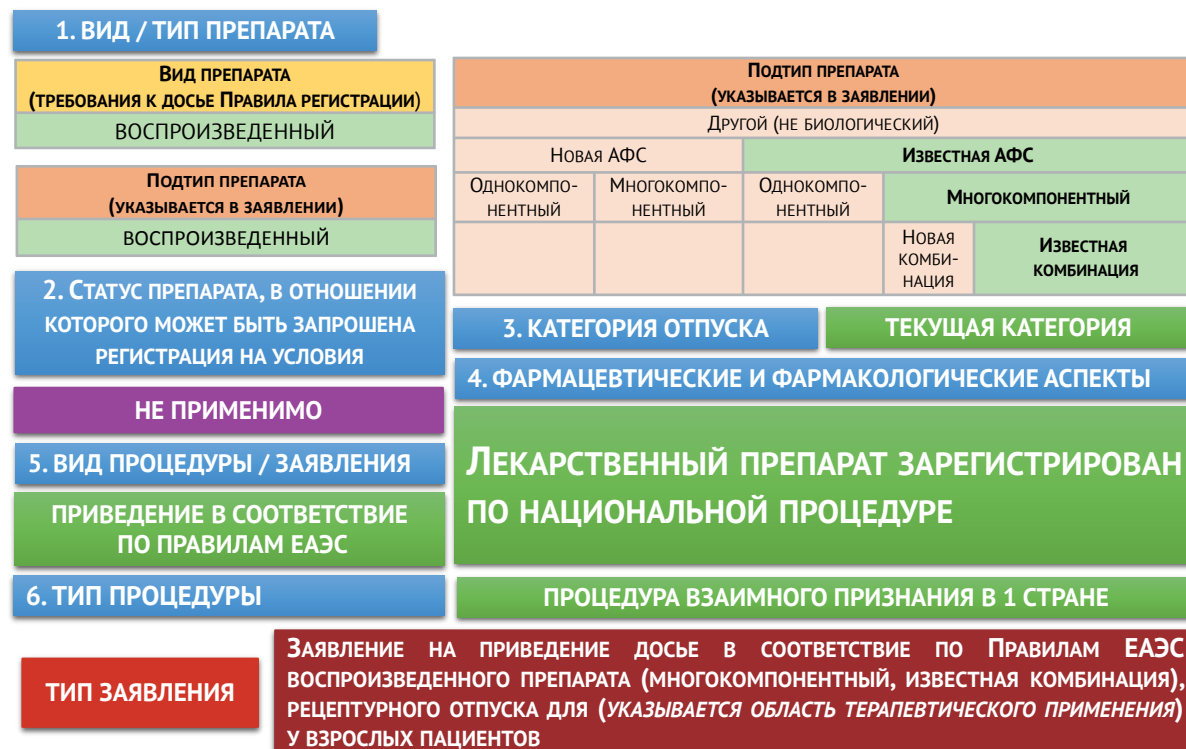 1. ВИД / ТИП ПРЕПАРАТА
ВИД ПРЕПАРАТА
(ТРЕБОВАНИЯ К ДОСЬЕ ПРАВИЛА РЕГИСТРАЦИИ)
ВОСПРОИЗВЕДЕННЫЙ
ПОДТИП ПРЕПАРАТА
(УКАЗЫВАЕТСЯ В ЗАЯВЛЕНИИ)
ВОСПРОИЗВЕДЕННЫЙ
ПОДТИП ПРЕПАРАТА
(УКАЗЫВАЕТСЯ В ЗАЯВЛЕНИИ)
ДРУГОЙ (НЕ БИОЛОГИЧЕСКИЙ)
НОВАЯ АФС
ИЗВЕСТНАЯ АФС
ОДНОКОМПО-
НЕНТНЫЙ
МНОГОКОМПО-
НЕНТНЫЙ
ОДНОКОМПО-
НЕНТНЫЙ
МНОГОКОМПОНЕНТНЫЙ
НОВАЯ
КОМБИ-
НАЦИЯ
ИЗВЕСТНАЯ
КОМБИНАЦИЯ
2. СТАТУС ПРЕПАРАТА, В ОТНОШЕНИИ
КОТОРОГО МОЖЕТ БЫТЬ ЗАПРОШЕНА
РЕГИСТРАЦИЯ НА УСЛОВИЯ
НЕ ПРИМЕНИМО
3. КАТЕГОРИЯ ОТПУСКА
ТЕКУЩАЯ КАТЕГОРИЯ
4. ФАРМАЦЕВТИЧЕСКИЕ И ФАРМАКОЛОГИЧЕСКИЕ АСПЕКТЫ
ЛЕКАРСТВЕННЫЙ ПРЕПАРАТ ЗАРЕГИСТРИРОВАН
ПО НАЦИОНАЛЬНОЙ ПРОЦЕДУРЕ
5. ВИД ПРОЦЕДУРЫ / ЗАЯВЛЕНИЯ
ПРИВЕДЕНИЕ В СООТВЕТСТВИЕ
ПО ПРАВИЛАМ ЕАЭС
6. ТИП ПРОЦЕДУРЫ
ПРОЦЕДУРА ВЗАИМНОГО ПРИЗНАНИЯ В 1 СТРАНЕ
ТИП ЗАЯВЛЕНИЯ
ЗАЯВЛЕНИЕ НА ПРИВЕДЕНИЕ ДОСЬЕ В СООТВЕТСТВИЕ ПО ПРАВИЛАМ ЕАЭС
ВОСПРОИЗВЕДЕННОГО ПРЕПАРАТА (МНОГОКОМПОНЕНТНЫЙ, ИЗВЕСТНАЯ КОМБИНАЦИЯ),
РЕЦЕПТУРНОГО ОТПУСКА ДЛЯ (УКАЗЫВАЕТСЯ ОБЛАСТЬ ТЕРАПЕВТИЧЕСКОГО ПРИМЕНЕНИЯ)
У ВЗРОСЛЫХ ПАЦИЕНТОВ